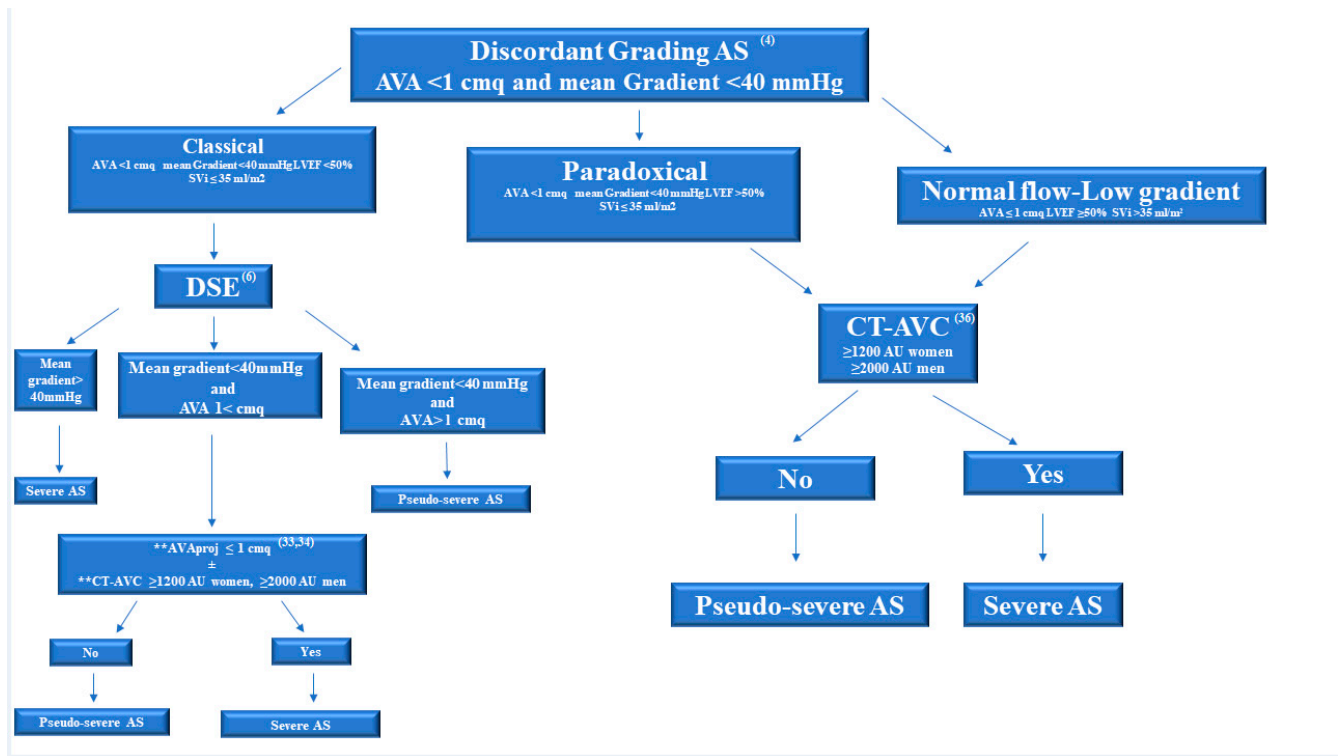 Discordant Grading AS (4)
AVA <1 cmq and mean Gradient <40 mmHg
Classical
AVA <1 cmq mean Gradient<40 mmHg LVEF <50%
SVi ≤ 35 ml/m2
Paradoxical
AVA <1 cmq mean Gradient<40 mmHg LVEF >50%
SVi ≤ 35 ml/m2
Normal flow-Low gradient
AVA ≤ 1 cmq LVEF ≥50% SVi >35 ml/m²
DSE (6)
CT-AVC (36)
≥1200 AU women
≥2000 AU men
Mean
gradient>
40mmHg
Mean gradient<40mmHg
and
AVA 1< cmq
Mean gradient<40 mmHg
and
AVA> 1 cmq
No
Yes
Severe AS
Pseudo-severe AS
**AVAproj ≤ 1 cmq (33,34)
±
**CT-AVC ≥1200 AU women, ≥2000 AU men
Pseudo-severe AS
Severe AS
No
Yes
Pseudo-severe AS
Severe AS